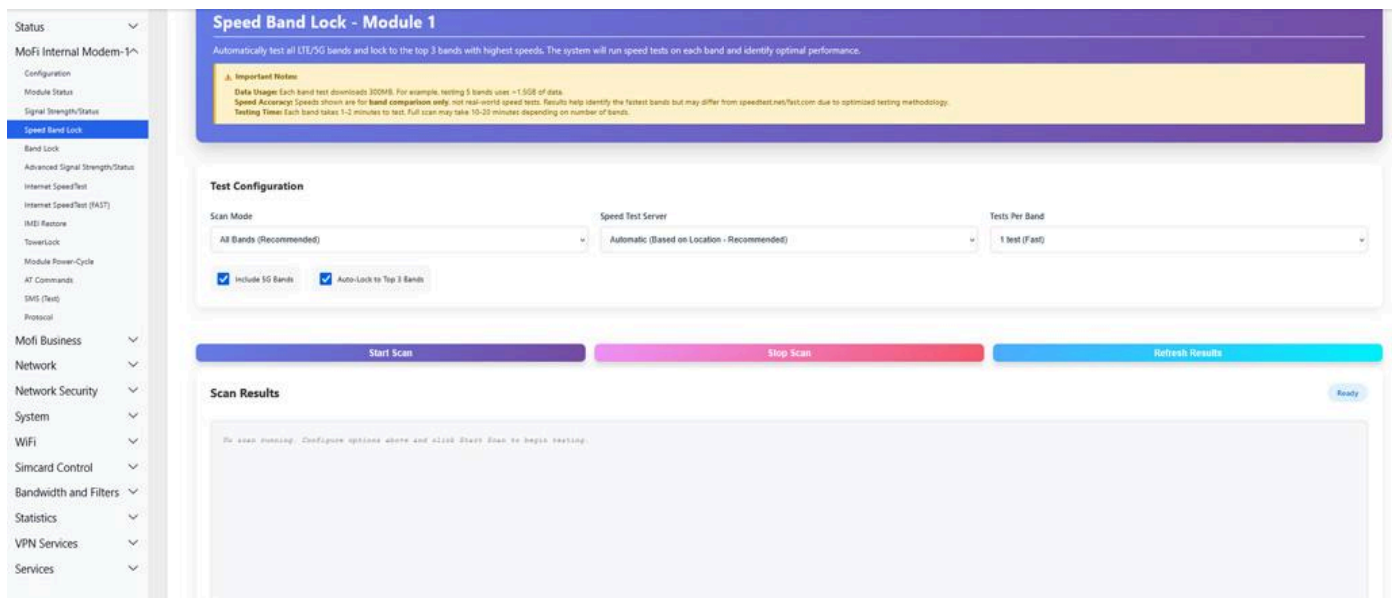 Status
MoFi Internal Modem-1
Configuration
Module Status
Signal Strength/Status
Speed Band Lock
Band Lock
Advanced Signal Strength/Status
Internet SpeedTest
Internet SpeedTest (FAST)
IMEI Restore
TowerLock
Module Power-Cycle
AT Commands
SMS (Text)
Protocol
Mofi Business
Network
Network Security
System
WiFi
Simcard Control
Bandwidth and Filters
Statistics
VPN Services
Services
Speed Band Lock - Module 1
Automatically test all LTE/5G bands and lock to the top 3 bands with highest speeds. The system will run speed tests on each band and identify optimal performance.
Important Notes:
Data Usage: Each band test downloads 300MB. For example, testing 5 bands uses ~1.5GB of data.
Speed Accuracy: Speeds shown are for band comparison only, not real-world speed tests. Results help identify the fastest bands but may differ from speedtest.net/fast.com due to optimized testing methodology.
Testing Time: Each band takes 1-2 minutes to test. Full scan may take 10-20 minutes depending on number of bands.
Test Configuration
Scan Mode
Speed Test Server
Tests Per Band
All Bands (Recommended)
Automatic (Based on Location - Recommended)
1 test (Fast)
Include 5G Bands
Auto-Lock to Top 3 Bands
Start Scan
Stop Scan
Refresh Results
Scan Results
Ready
No scan running. Configure options above and click Start Scan to begin testing.